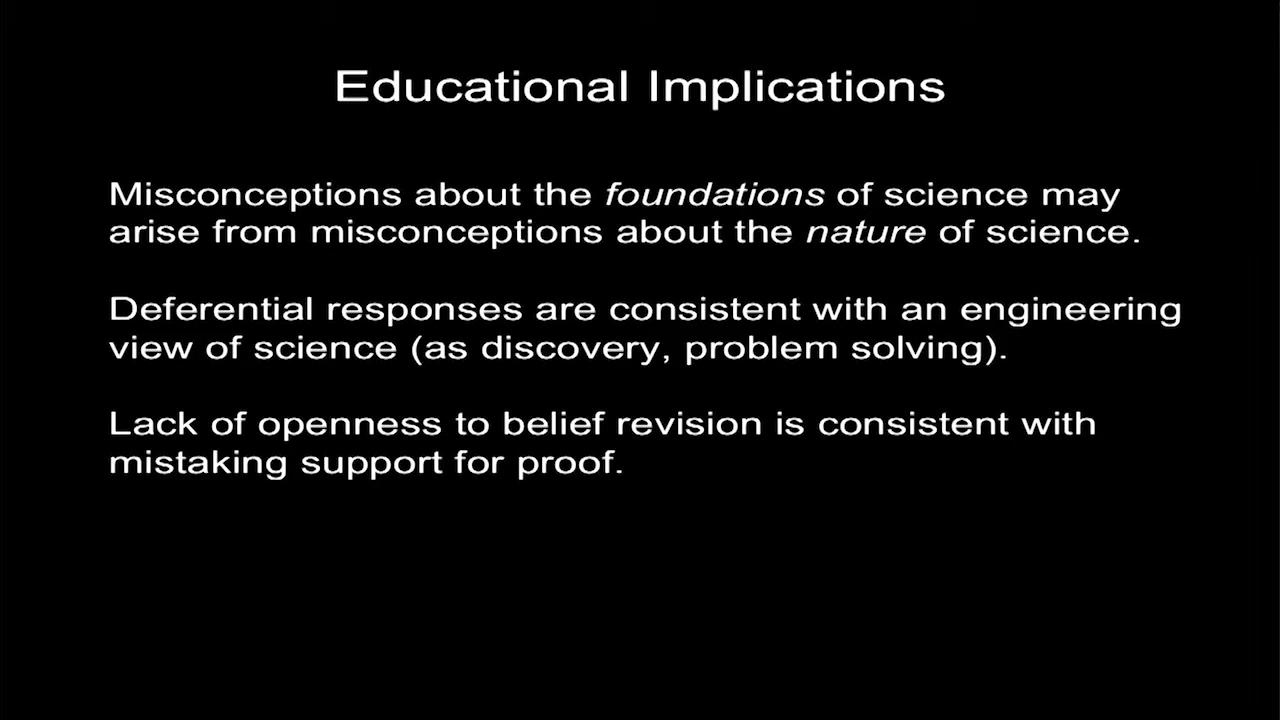 Educational Implications
Misconceptions about the foundations of science may
arise from misconceptions about the nature of science.
Deferential responses are consistent with an engineering
view of science (as discovery, problem solving).
Lack of openness to belief revision is consistent with
mistaking support for proof.